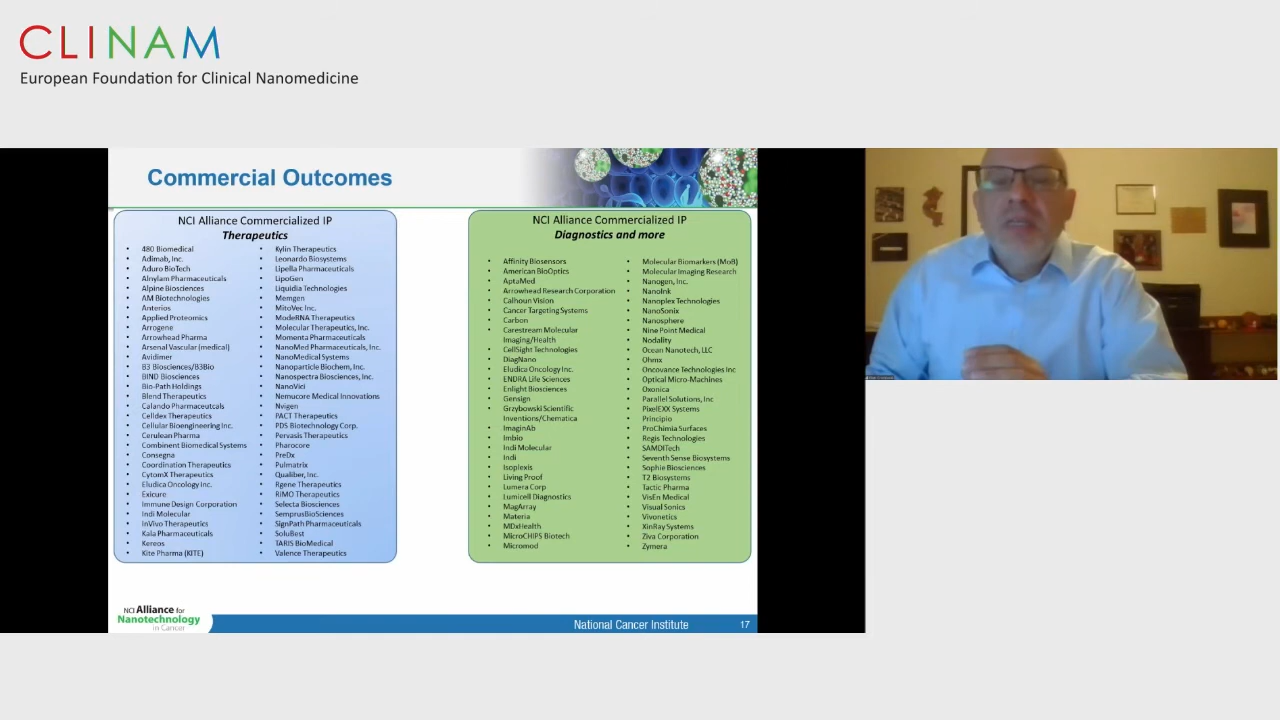 CLINAM
European Foundation for Clinical Nanomedicine
Commercial Outcomes
NCI Alliance Commercialized IP
Therapeutics
480 Biomedical
Adimab, Inc.
Aduro BioTech
Alnylam Pharmaceuticals
Alpine Biosciences
AM Biotechnologies
Anterios
Applied Proteomics
Arrogene
Arrowhead Pharma
Arsenal Vascular (medical)
Avidimer
B3 Biosciences/B3Bio
BIND Biosciences
Bio-Path Holdings
Blend Therapeutics
Calando Pharmaceutcals
Celldex Therapeutics
Cellular Bioengineering Inc.
Cerulean Pharma
Combinent Biomedical Systems
Consegna
Coordination Therapeutics
CytomX Therapeutics
Eludica Oncology Inc.
Exicure
Immune Design Corporation
Indi Molecular
InVivo Therapeutics
Kala Pharmaceuticals
Kereos
Kite Pharma (KITE)
Kylin Therapeutics
Leonardo Biosystems
Lipella Pharmaceuticals
LipoGen
Liquidia Technologies
Memgen
MitoVec Inc.
ModeRNA Therapeutics
Molecular Therapeutics, Inc.
Momenta Pharmaceuticals
NanoMed Pharmaceuticals, Inc.
NanoMedical Systems
Nanoparticle Biochem, Inc.
Nanospectra Biosciences, Inc.
NanoVici
Nemucore Medical Innovations
Nvigen
PACT Therapeutics
PDS Biotechnology Corp.
Pervasis Therapeutics
Pharocore
PreDx
Pulmatrix
Qualiber, Inc.
Rgene Therapeutics
RIMO Therapeutics
Selecta Biosciences
SemprusBioSciences
SignPath Pharmaceuticals
SoluBest
TARIS BioMedical
Valence Therapeutics
NCI Alliance Commercialized IP
Diagnostics and more
Affinity Biosensors
American BioOptics
AptaMed
Arrowhead Research Corporation
Calhoun Vision
Cancer Targeting Systems
Carbon
Carestream Molecular
Imaging/Health
CellSight Technologies
DiagNano
Eludica Oncology Inc.
ENDRA Life Sciences
Enlight Biosciences
Gensign
Grzybowski Scientific
Inventions/Chematica
ImaginAb
Imbio
Indi Molecular
Indi
Isoplexis
Living Proof
Lumera Corp
Lumicell Diagnostics
MagArray
Materia
MDxHealth
MicroCHIPS Biotech
Micromod
Molecular Biomarkers (MoB)
Molecular Imaging Research
Nanogen, Inc.
NanoInk
Nanoplex Technologies
NanoSonix
Nanosphere
Nine Point Medical
Nodality
Ocean Nanotech, LLC
Ohmx
Oncovance Technologies Inc
Optical Micro-Machines
Oxonica
Parallel Solutions, Inc
PixelEXX Systems
Principio
ProChimia Surfaces
Regis Technologies
SAMDITech
Seventh Sense Biosystems
Sophie Biosciences
T2 Biosystems
Tactic Pharma
VisEn Medical
Visual Sonics
Vivonetics
XinRay Systems
Ziva Corporation
Zymera
NCI Alliance for
Nanotechnology
in Cancer
National Cancer Institute
17